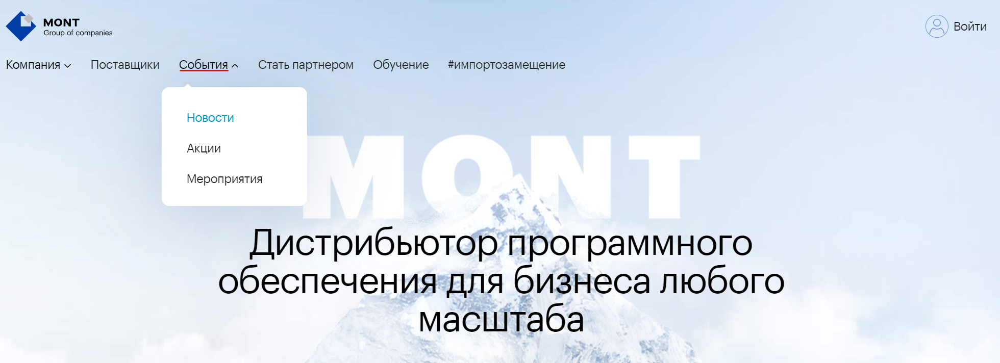 MONT
Group of companies
Войти
Компания Поставщики События Стать партнером Обучение #импортозамещение
Новости
Акции
Мероприятия
MONT
Дистрибьютор программного
обеспечения для бизнеса любого
масштаба